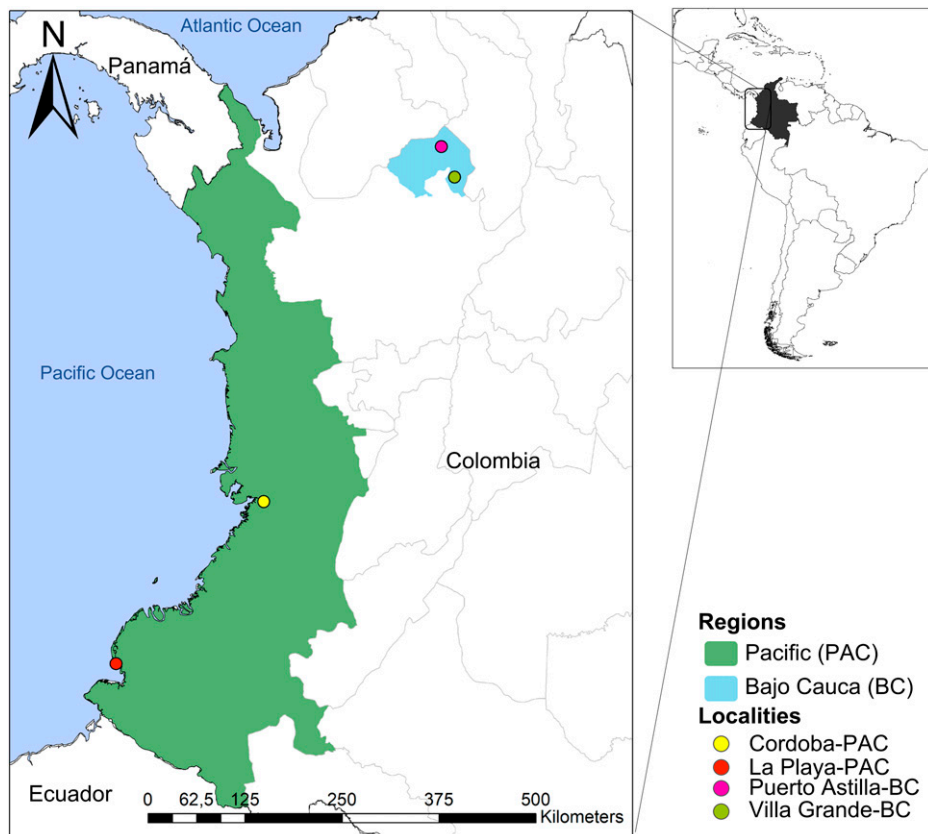 Atlantic Ocean
N
Panamá
Pacific Ocean
Colombia
Ecuador
0 62,5 125 250 375 500
Kilometers
Regions
Pacific (PAC)
Bajo Cauca (BC)
Localities
Cordoba-PAC
La Playa-PAC
Puerto Astilla-BC
Villa Grande-BC